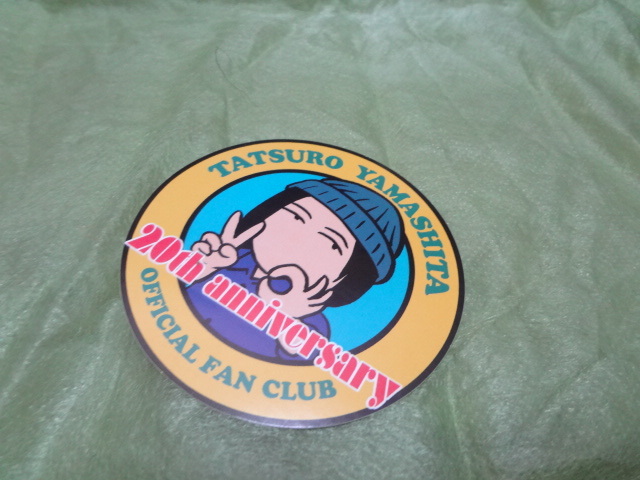 TATSURO YAMASHITA
20th anniversary
OFFICIAL FAN CLUB